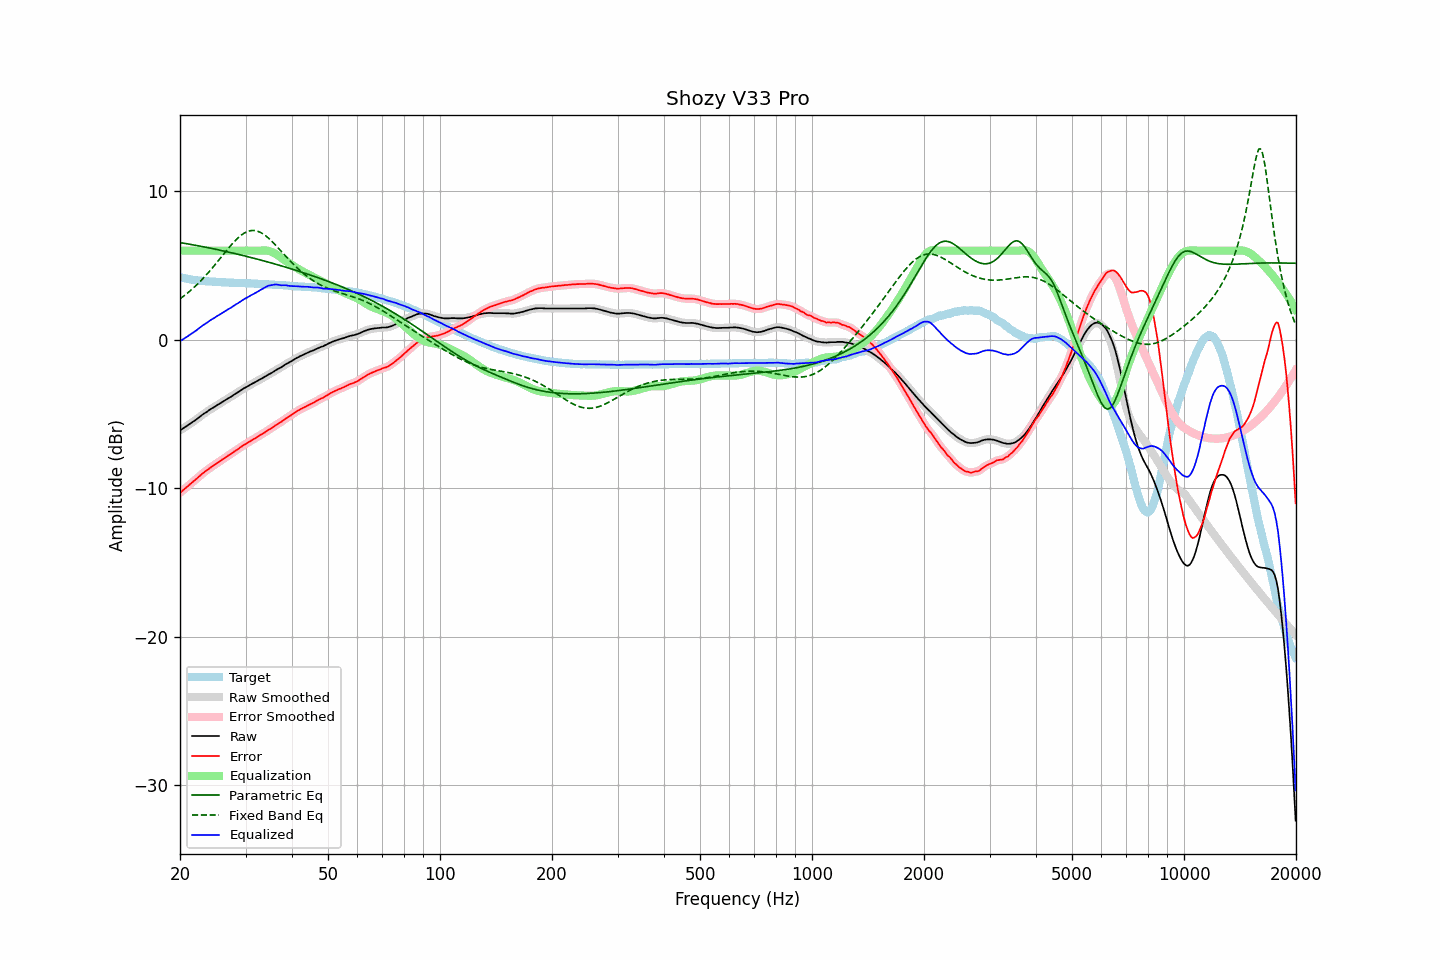 Shozy V33 Pro
Amplitude (dBr)
10
0
−10
−20
−30
Target
Raw Smoothed
Error Smoothed
Raw
Error
Equalization
Parametric Eq
Fixed Band Eq
Equalized
20 50 100 200 500 1000 2000 5000 10000 20000
Frequency (Hz)